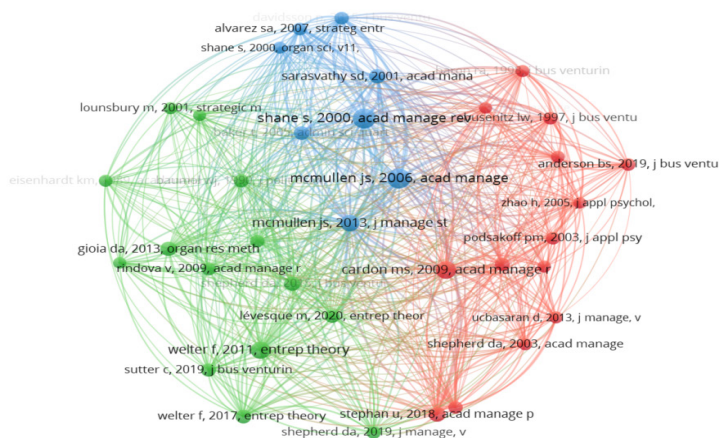 alvarez sa, 2007, strateg entr
shane s, 2000, organ sci, v11,
sarasvathy sd, 2001, acad mana
lounsbury m, 2001, strategic m
shane s, 2000, acad manage rev
usenitz lw, 1997, j bus ventu
anderson bs, 2019, j bus ventu
eisenhardt km,
mcmullen js, 2006, acad manage
zhao h, 2005, j appl psychol,
mcmullen js, 2013, j manage st
podsakoff pm, 2003, j appl psy
gioia da, 2013, organ res meth
rindova v, 2009, acad manage r
cardon ms, 2009, acad manage r
lévesque m, 2020, entrep theor
ucbasaran d, 2013, j manage, v
shepherd da, 2003, acad manage
welter f, 2011, entrep theory
sutter c, 2019, j bus venturin
welter f, 2017, entrep theory
stephan u, 2018, acad manage p
shepherd da, 2019, j manage, v